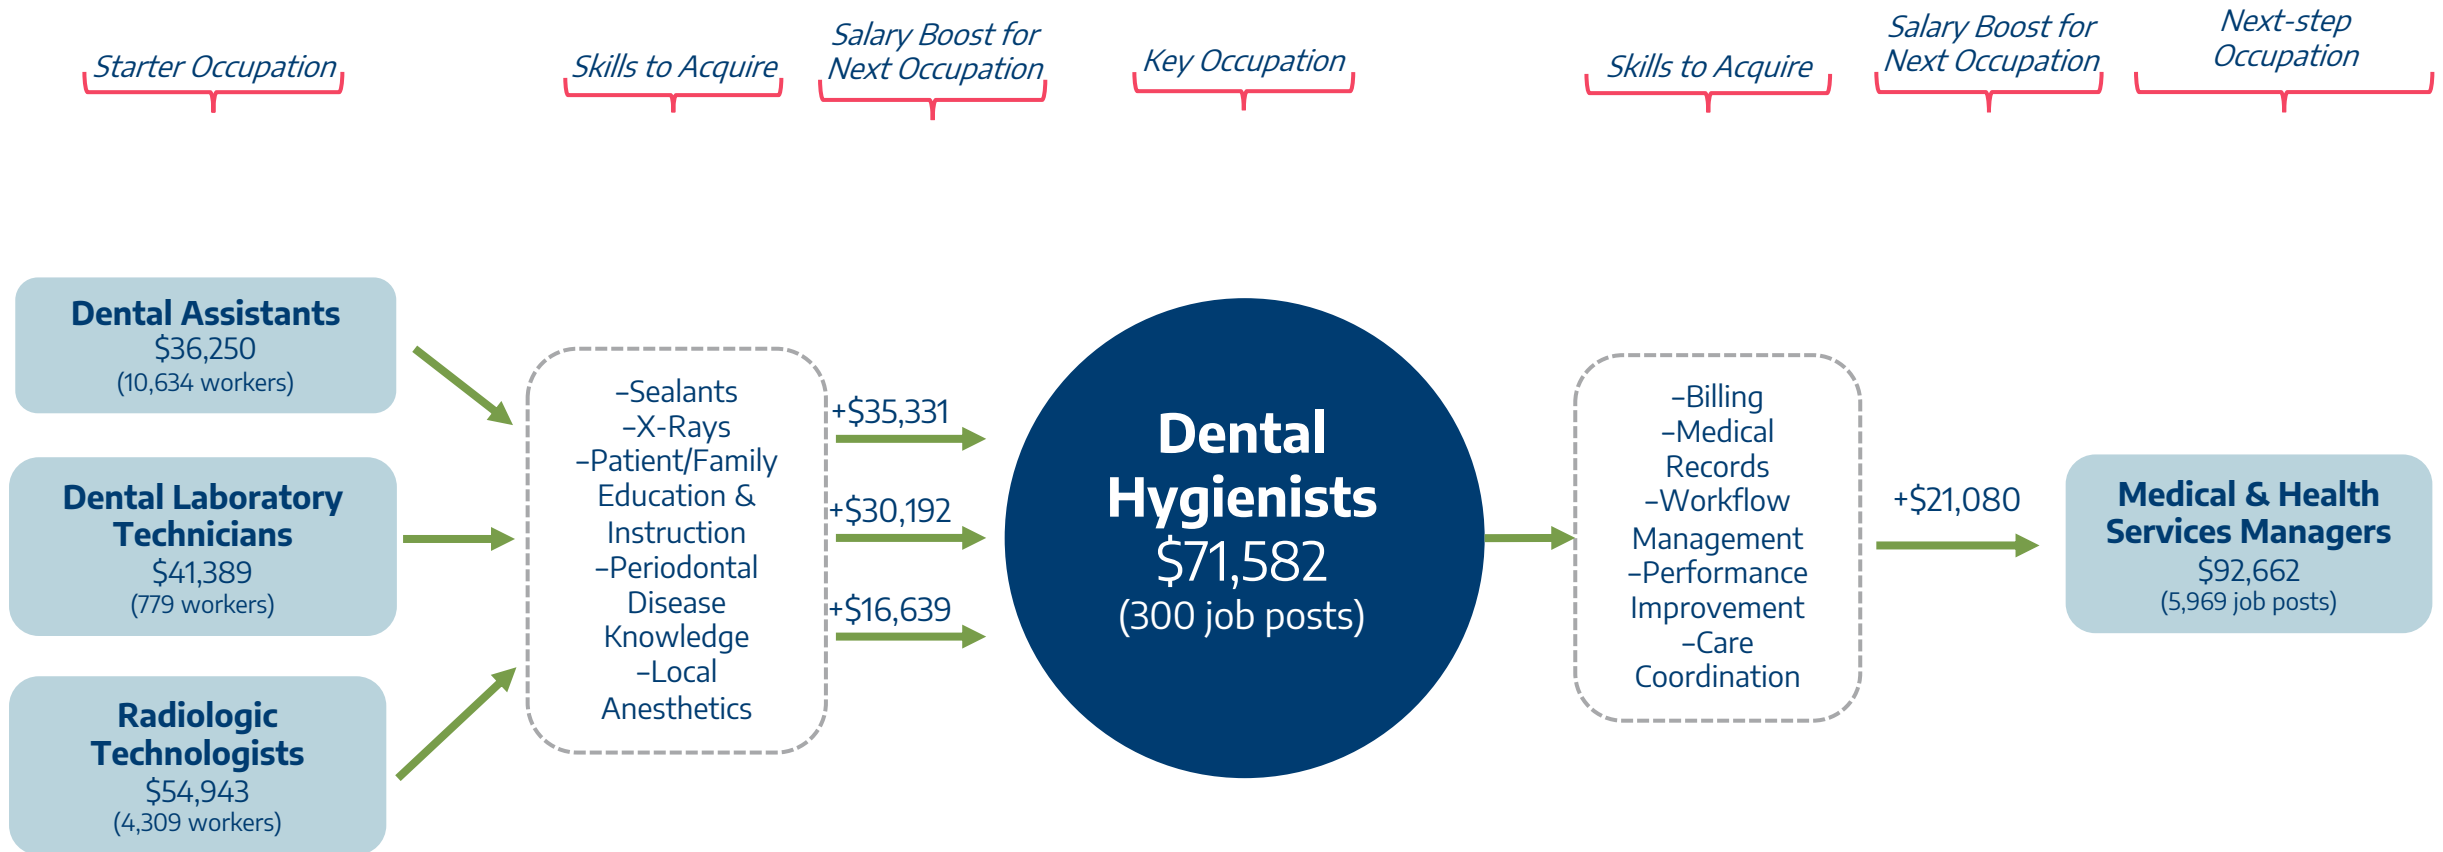 Starter Occupation
Skills to Acquire
Salary Boost for
Next Occupation
Key Occupation
Skills to Acquire
Salary Boost for
Next Occupation
Next-step
Occupation
Dental Assistants
$36,250
(10,634 workers)
Dental Laboratory
Technicians
$41,389
(779 workers)
Radiologic
Technologists
$54,943
(4,309 workers)
–Sealants
–X-Rays
–Patient/Family
Education &
Instruction
–Periodontal
Disease
Knowledge
–Local
Anesthetics
+$35,331
+$30,192
+$16,639
Dental
Hygienists
$71,582
(300 job posts)
–Billing
–Medical
Records
–Workflow
Management
–Performance
Improvement
–Care
Coordination
+$21,080
Medical & Health
Services Managers
$92,662
(5,969 job posts)